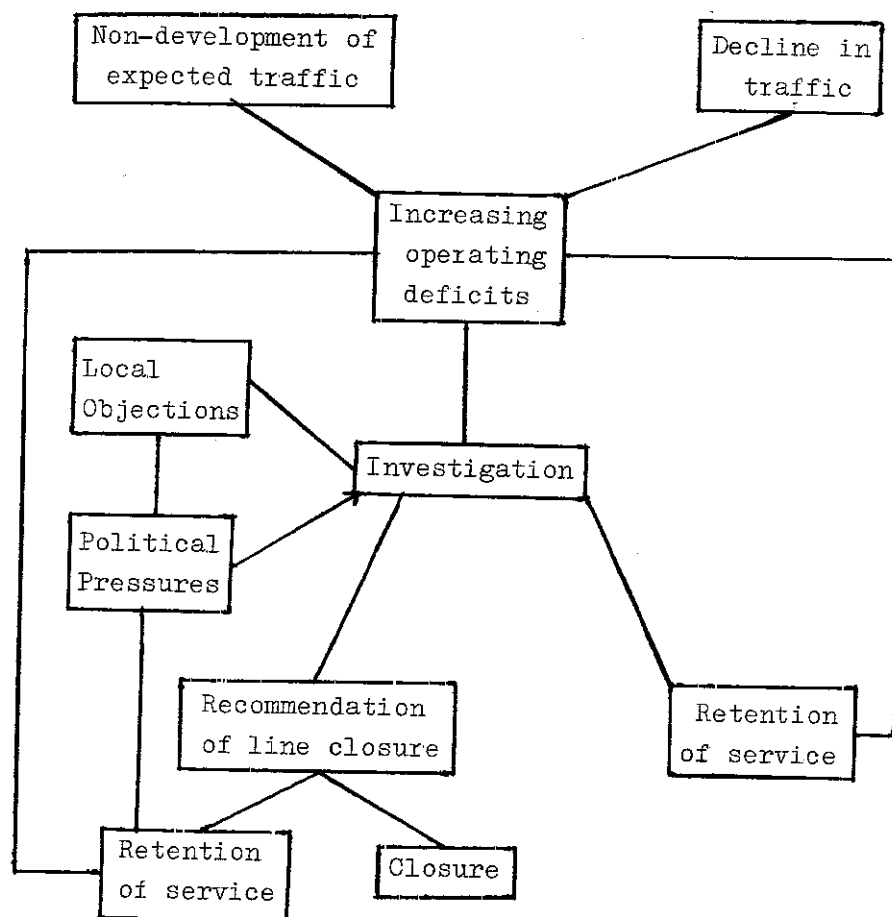 Non-development of
expected traffic
Decline in
traffic
Increasing
operating
deficits
Local
Objections
Investigation
Political
Pressures
Recommendation
of line closure
Retention
of service
Retention
of service
Closure